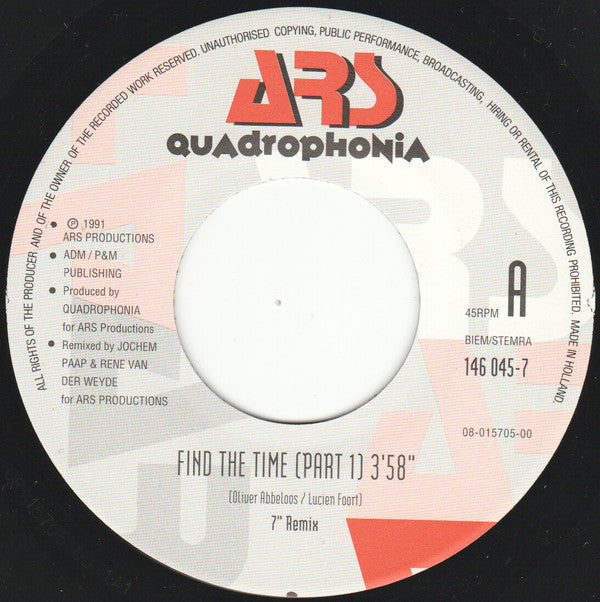 ALL RIGHTS OF THE PRODUCER AND OF THE OWNER OF THE RECORDED WORK RESERVED. UNAUTHORISED COPYING, PUBLIC PERFORMANCE, BROADCASTING, HIRING OR RENTAL OF THIS RECORDING PROHIBITED. MADE IN HOLLAND.
ARS
QUADROPHONIA
• ℗ 1991
ARS PRODUCTIONS
• ADM / P&M
PUBLISHING
• Produced by
QUADROPHONIA
for ARS Productions
• Remixed by JOCHEM
PAAP & RENE VAN
DER WEYDE
for ARS PRODUCTIONS
45RPM A
BIEM/STEMRA
146 045-7
08-015705-00
FIND THE TIME (PART 1) 3'58"
(Oliver Abbeloos / Lucien Foort)
7" Remix